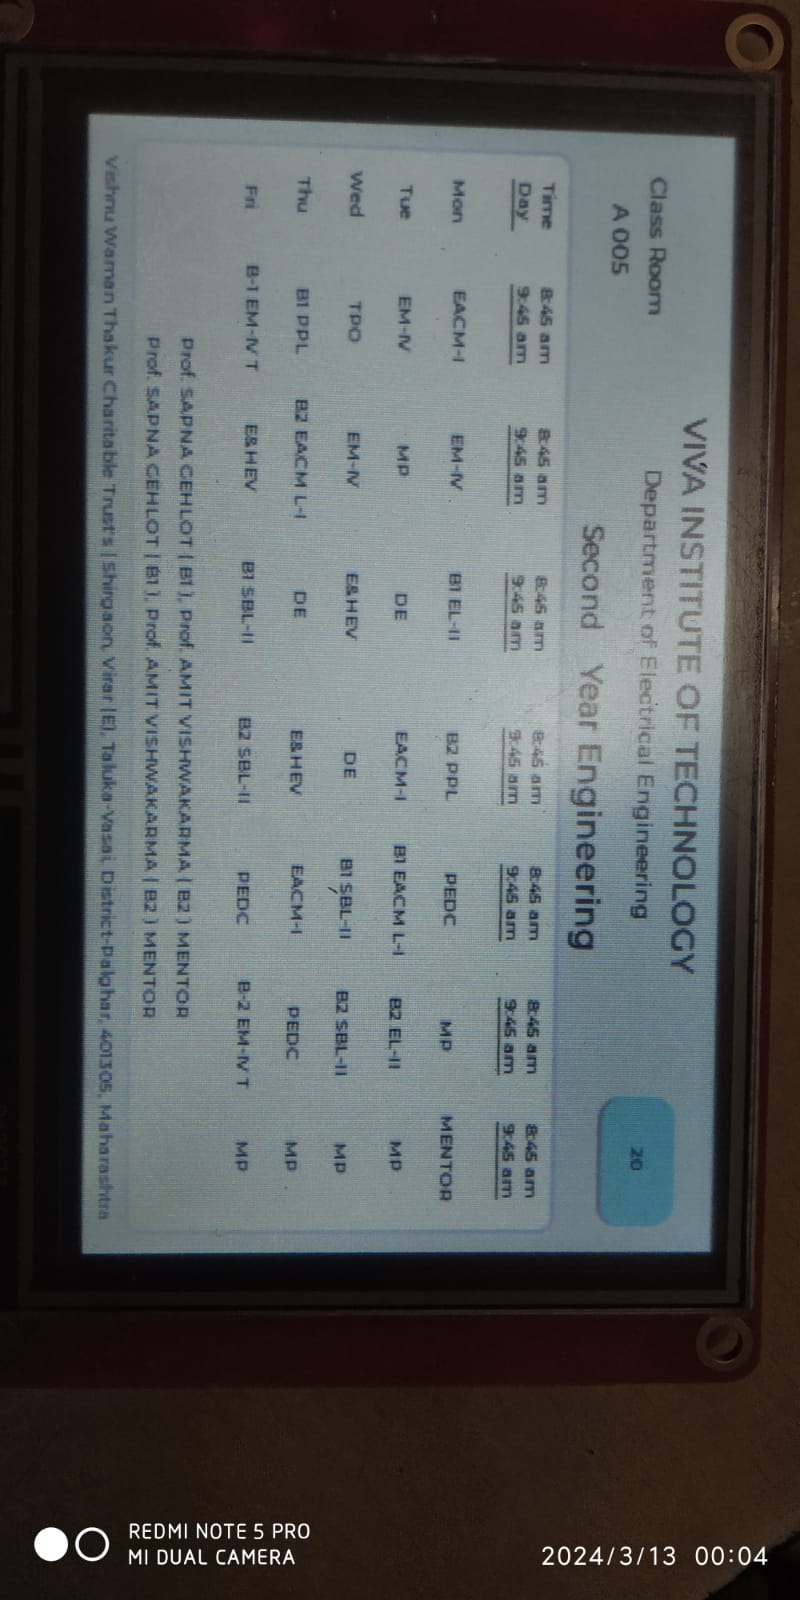 VIVA INSTITUTE OF TECHNOLOGY
Class Room
Department of Electrical Engineering
20
A 005
Second Year Engineering
Time 8:45 am 8:45 am 8:45 am 8:45 am 8:45 am 8:45 am 8:45 am
Day 9:45 am 9:45 am 9:45 am 9:45 am 9:45 am 9:45 am 9:45 am
Mon EACM-I EM-IV B1 EL-II B2 PPL PEDC MP MENTOR
Tue EM-IV MP DE EACM-I B1 EACM L-I B2 EL-II MP
Wed TPO EM-IV E&HEV DE B1 SBL-II B2 SBL-II MP
Thu B1 PPL B2 EACM L-I DE E&HEV EACM-I PEDC MP
Fri B-1 EM-IV T E&HEV B1 SBL-II B2 SBL-II PEDC B-2 EM-IV T MP
Prof. SAPNA GEHLOT ( B1 ), Prof. AMIT VISHWAKARMA ( B2 ) MENTOR
Prof. SAPNA GEHLOT ( B1 ), Prof. AMIT VISHWAKARMA ( B2 ) MENTOR
Vishnu Waman Thakur Charitable Trust's | Shirgaon, Virar (E), Taluka-Vasai, District-Palghar, 401305, Maharashtra
REDMI NOTE 5 PRO
MI DUAL CAMERA
2024/3/13 00:04